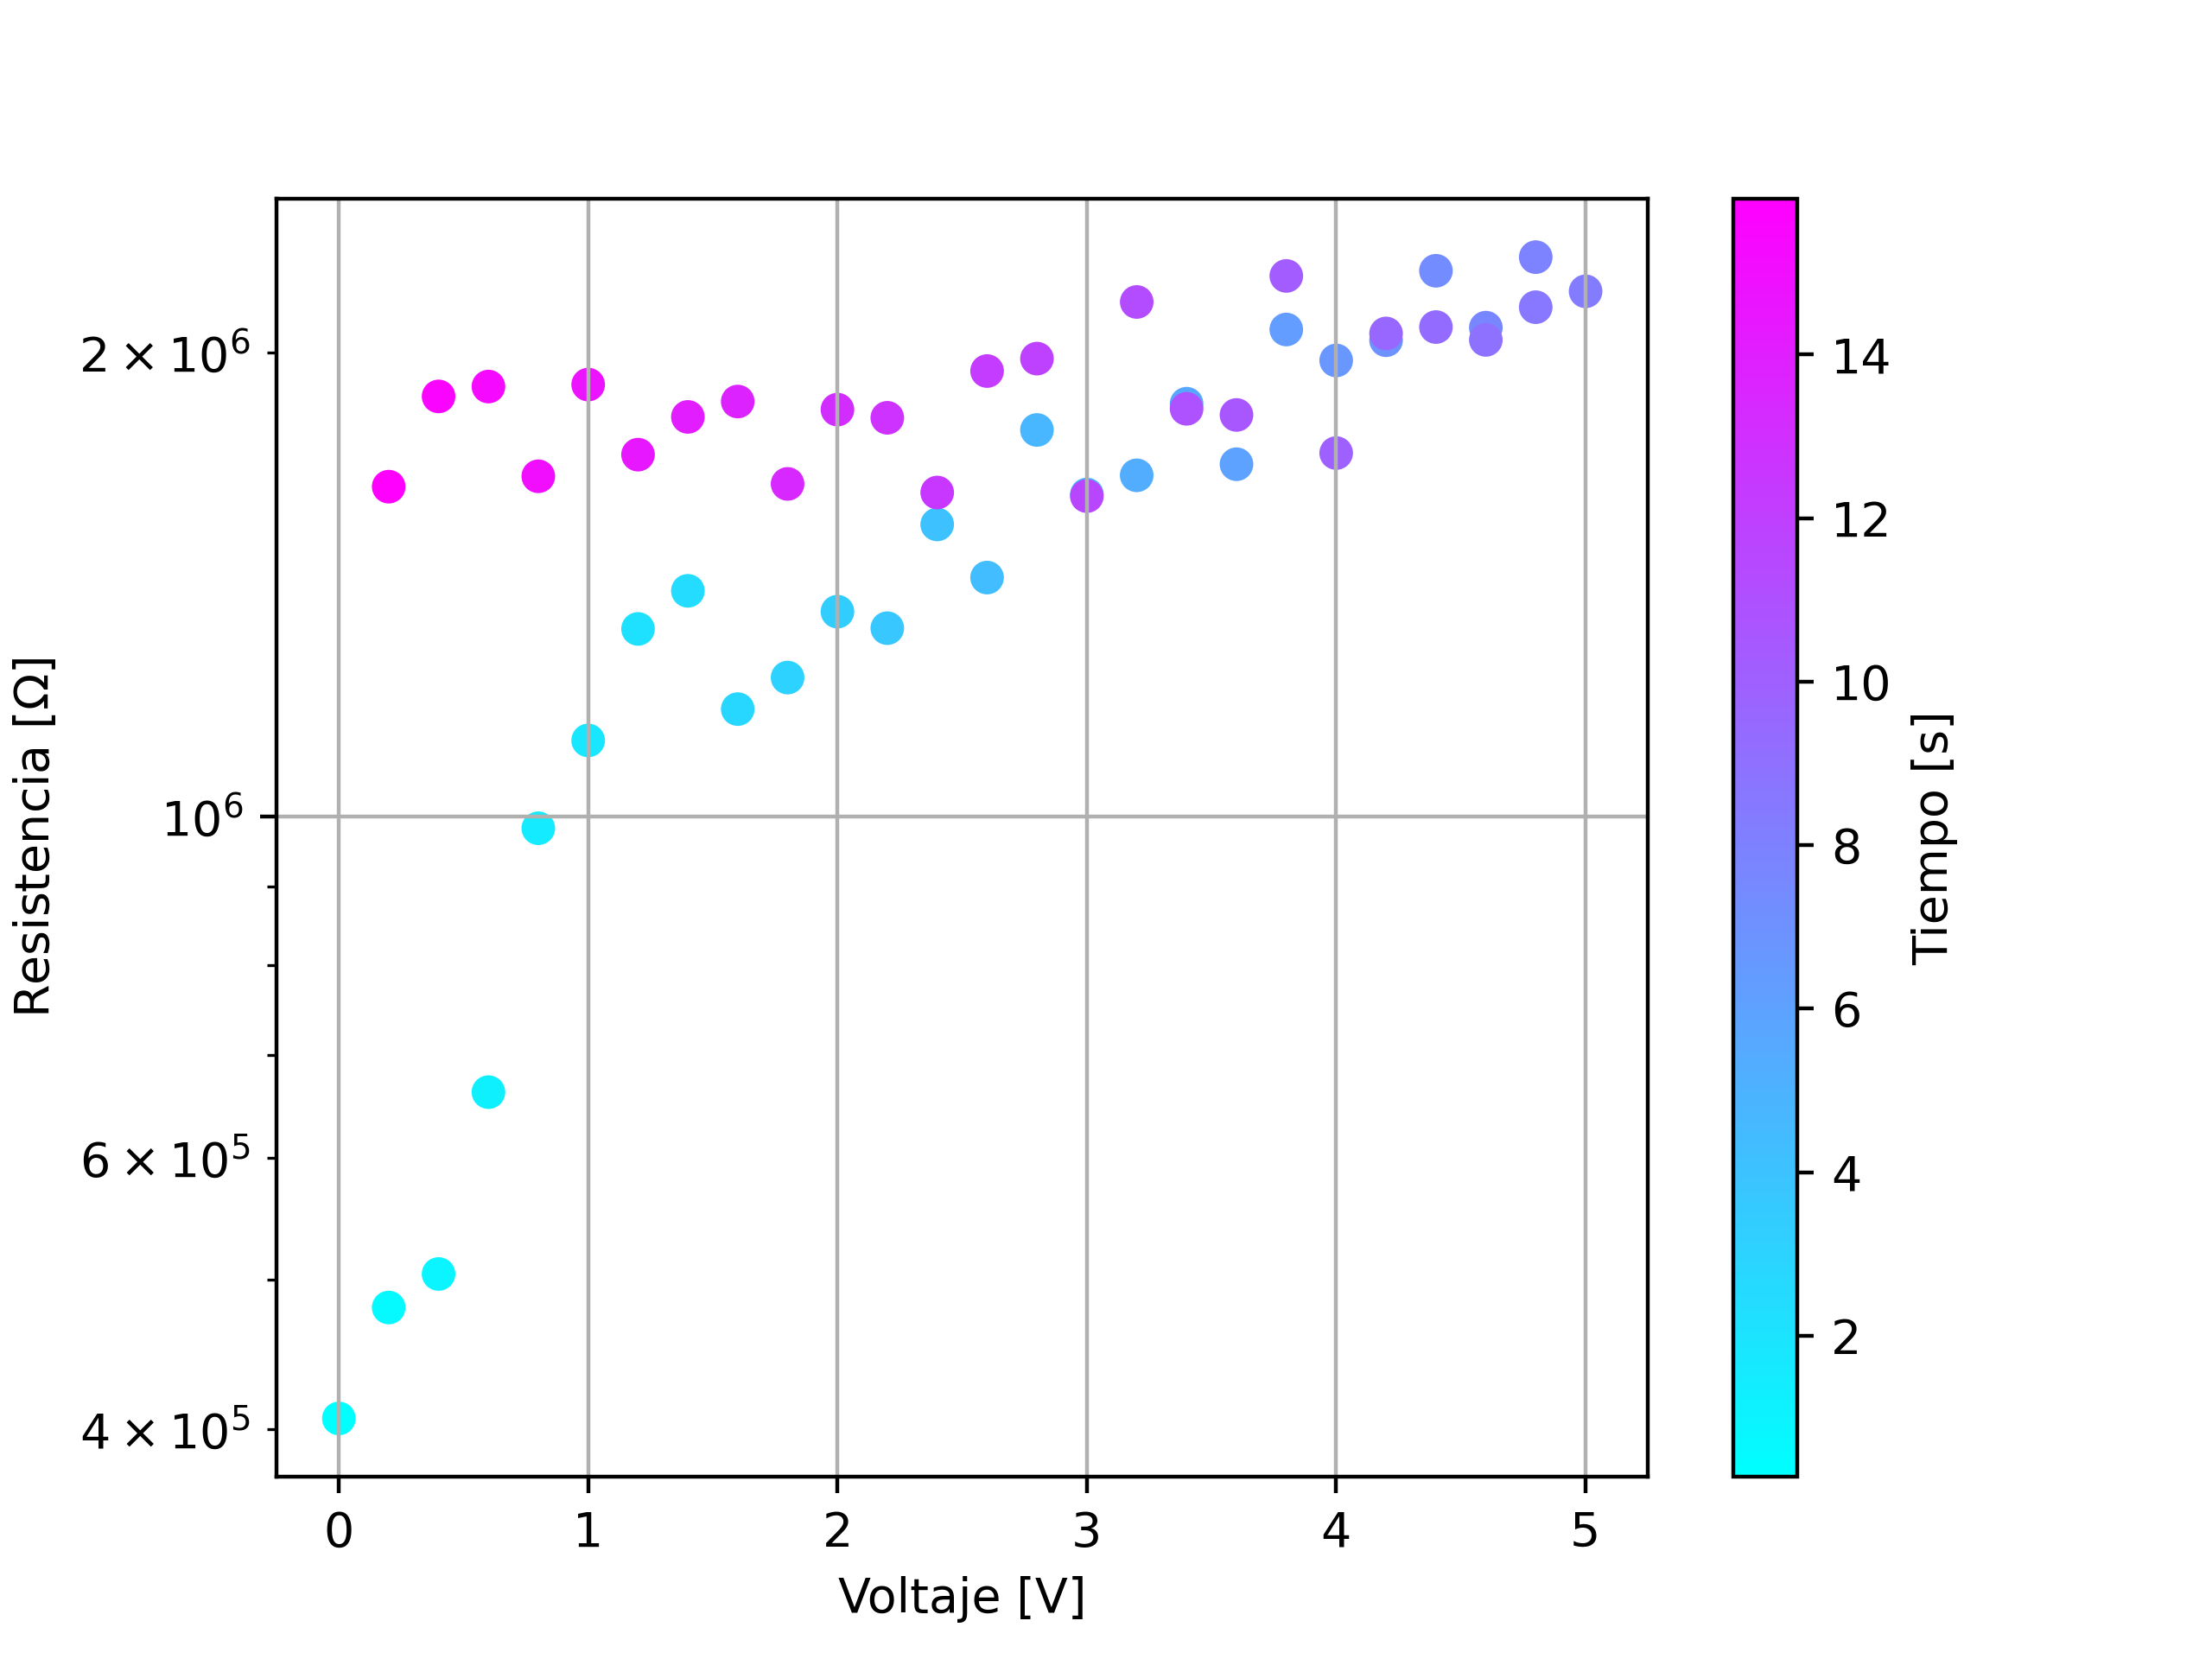 Resistencia [Ω]
2 × 10⁶
10⁶
6 × 10⁵
4 × 10⁵
0 1 2 3 4 5
Voltaje [V]
14
12
10
8
6
4
2
Tiempo [s]